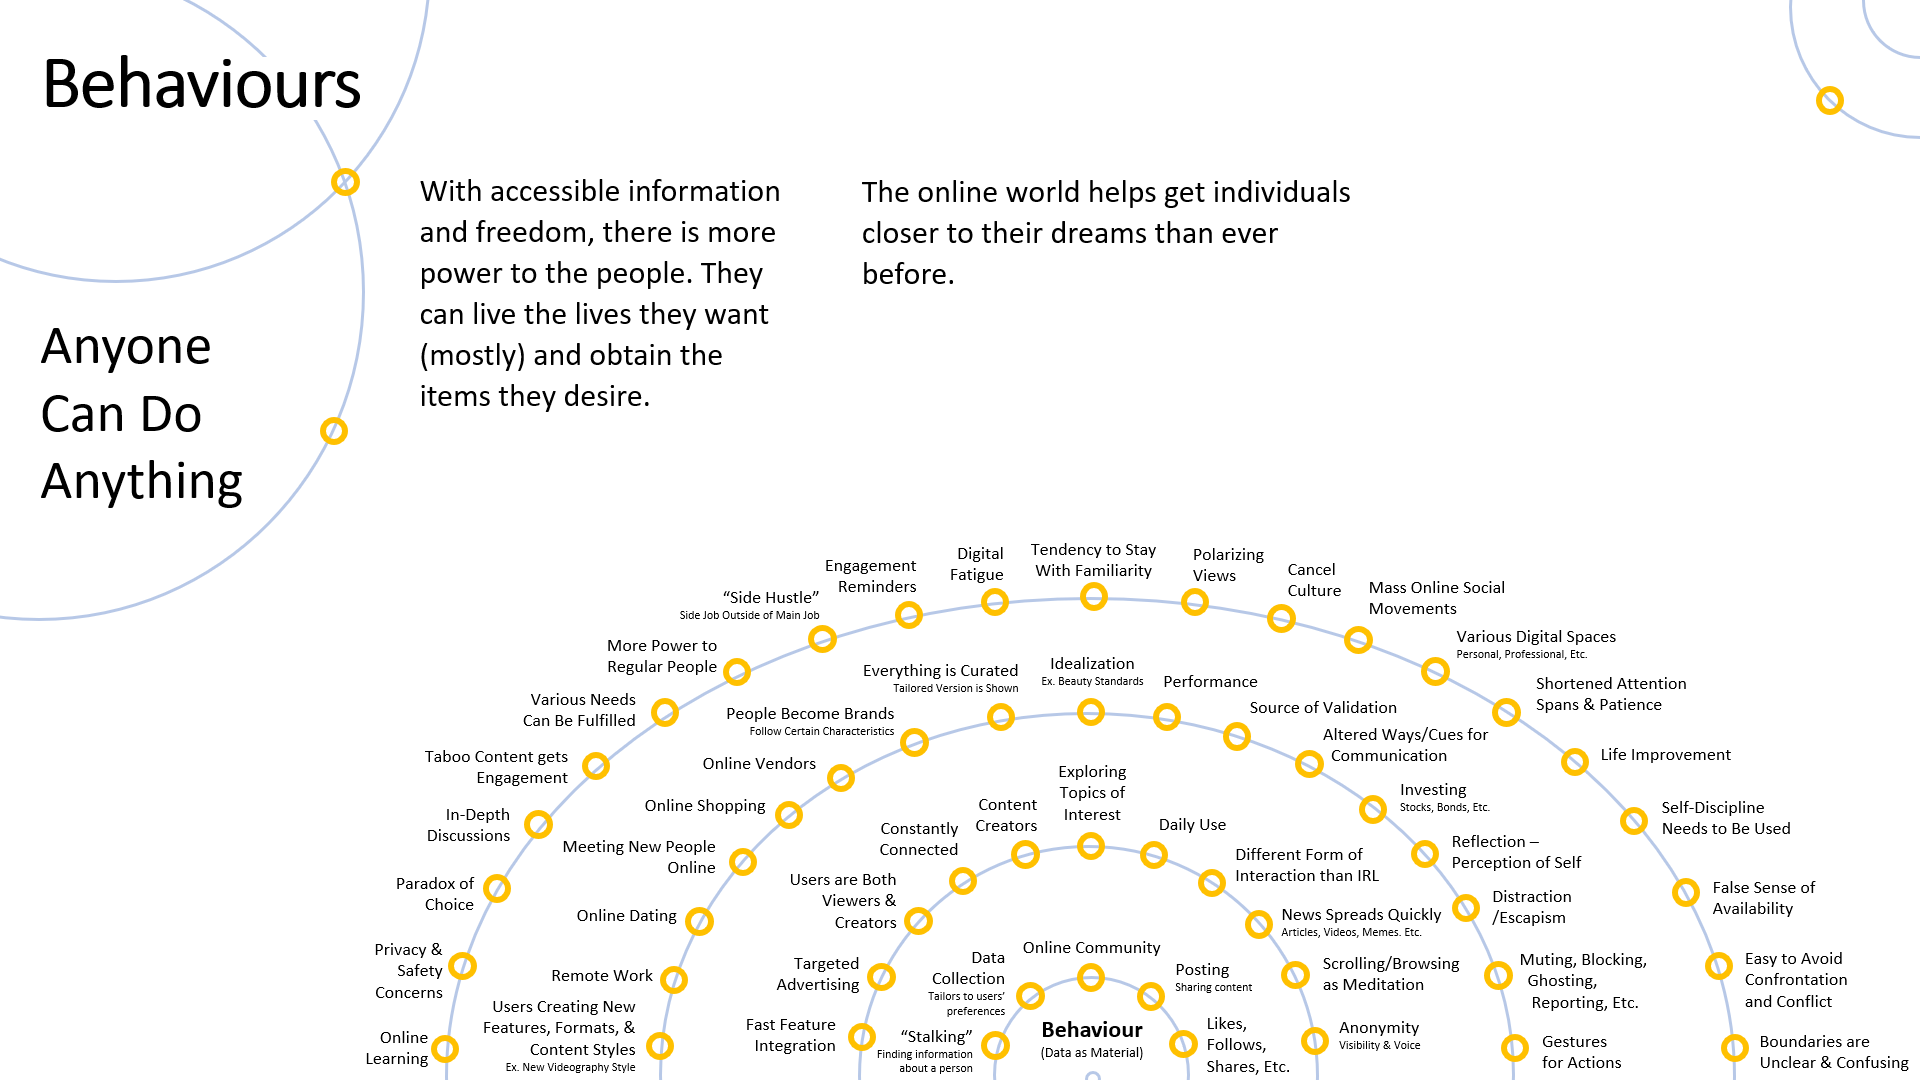 Behaviours
Anyone
Can Do
Anything
With accessible information
and freedom, there is more
power to the people. They
can live the lives they want
(mostly) and obtain the
items they desire.
The online world helps get individuals
closer to their dreams than ever
before.
Online
Learning
Privacy &
Safety
Concerns
Paradox of
Choice
In-Depth
Discussions
Taboo Content gets
Engagement
Various Needs
Can Be Fulfilled
More Power to
Regular People
“Side Hustle”
Side Job Outside of Main Job
Engagement
Reminders
Digital
Fatigue
Tendency to Stay
With Familiarity
Polarizing
Views
Cancel
Culture
Mass Online Social
Movements
Various Digital Spaces
Personal, Professional, Etc.
Shortened Attention
Spans & Patience
Life Improvement
Self-Discipline
Needs to Be Used
False Sense of
Availability
Easy to Avoid
Confrontation
and Conflict
Boundaries are
Unclear & Confusing
Users Creating New
Features, Formats, &
Content Styles
Ex. New Videography Style
Remote Work
Online Dating
Meeting New People
Online
Online Shopping
Online Vendors
People Become Brands
Follow Certain Characteristics
Everything is Curated
Tailored Version is Shown
Idealization
Ex. Beauty Standards
Performance
Source of Validation
Altered Ways/Cues for
Communication
Investing
Stocks, Bonds, Etc.
Reflection –
Perception of Self
Distraction
/Escapism
Muting, Blocking,
Ghosting,
Reporting, Etc.
Gestures
for Actions
Fast Feature
Integration
Targeted
Advertising
Users are Both
Viewers &
Creators
Constantly
Connected
Content
Creators
Exploring
Topics of
Interest
Daily Use
Different Form of
Interaction than IRL
News Spreads Quickly
Articles, Videos, Memes. Etc.
Scrolling/Browsing
as Meditation
Anonymity
Visibility & Voice
“Stalking”
Finding information
about a person
Data
Collection
Tailors to users’
preferences
Online Community
Posting
Sharing content
Likes,
Follows,
Shares, Etc.
Behaviour
(Data as Material)